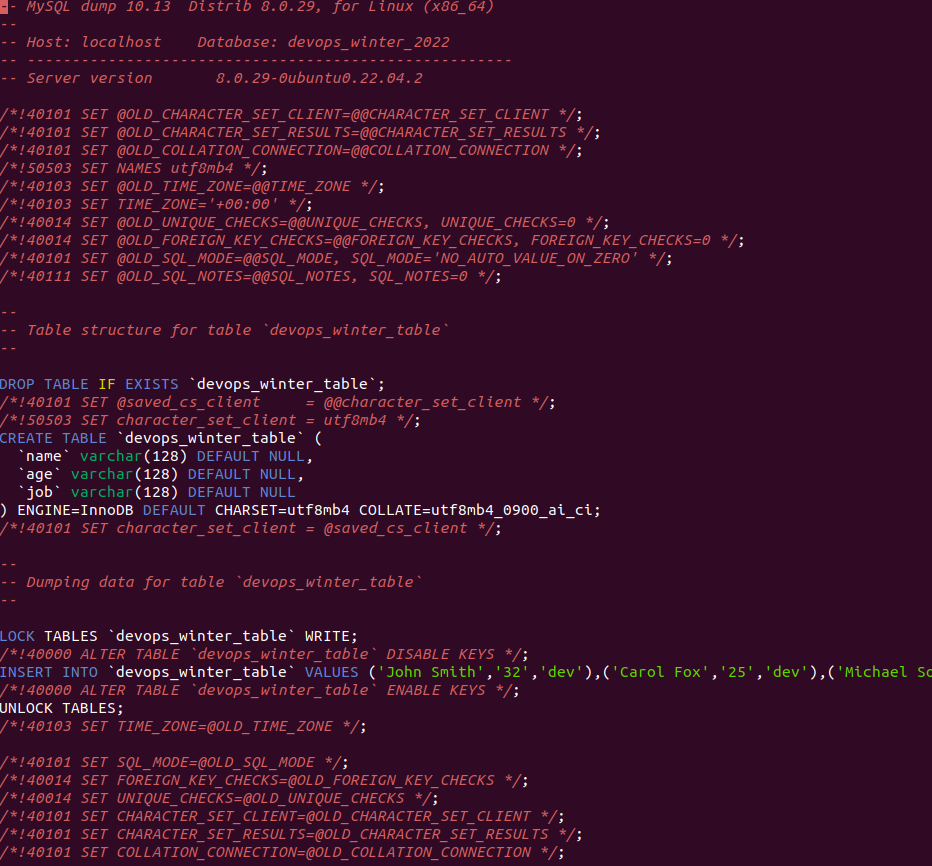 -- MySQL dump 10.13  Distrib 8.0.29, for Linux (x86_64)
--
-- Host: localhost    Database: devops_winter_2022
-- ------------------------------------------------------
-- Server version       8.0.29-0ubuntu0.22.04.2

/*!40101 SET @OLD_CHARACTER_SET_CLIENT=@@CHARACTER_SET_CLIENT */;
/*!40101 SET @OLD_CHARACTER_SET_RESULTS=@@CHARACTER_SET_RESULTS */;
/*!40101 SET @OLD_COLLATION_CONNECTION=@@COLLATION_CONNECTION */;
/*!50503 SET NAMES utf8mb4 */;
/*!40103 SET @OLD_TIME_ZONE=@@TIME_ZONE */;
/*!40103 SET TIME_ZONE='+00:00' */;
/*!40014 SET @OLD_UNIQUE_CHECKS=@@UNIQUE_CHECKS, UNIQUE_CHECKS=0 */;
/*!40014 SET @OLD_FOREIGN_KEY_CHECKS=@@FOREIGN_KEY_CHECKS, FOREIGN_KEY_CHECKS=0 */;
/*!40101 SET @OLD_SQL_MODE=@@SQL_MODE, SQL_MODE='NO_AUTO_VALUE_ON_ZERO' */;
/*!40111 SET @OLD_SQL_NOTES=@@SQL_NOTES, SQL_NOTES=0 */;

--
-- Table structure for table `devops_winter_table`
--

DROP TABLE IF EXISTS `devops_winter_table`;
/*!40101 SET @saved_cs_client     = @@character_set_client */;
/*!50503 SET character_set_client = utf8mb4 */;
CREATE TABLE `devops_winter_table` (
  `name` varchar(128) DEFAULT NULL,
  `age` varchar(128) DEFAULT NULL,
  `job` varchar(128) DEFAULT NULL
) ENGINE=InnoDB DEFAULT CHARSET=utf8mb4 COLLATE=utf8mb4_0900_ai_ci;
/*!40101 SET character_set_client = @saved_cs_client */;

--
-- Dumping data for table `devops_winter_table`
--

LOCK TABLES `devops_winter_table` WRITE;
/*!40000 ALTER TABLE `devops_winter_table` DISABLE KEYS */;
INSERT INTO `devops_winter_table` VALUES ('John Smith','32','dev'),('Carol Fox','25','dev'),('Michael
/*!40000 ALTER TABLE `devops_winter_table` ENABLE KEYS */;
UNLOCK TABLES;
/*!40103 SET TIME_ZONE=@OLD_TIME_ZONE */;

/*!40101 SET SQL_MODE=@OLD_SQL_MODE */;
/*!40014 SET FOREIGN_KEY_CHECKS=@OLD_FOREIGN_KEY_CHECKS */;
/*!40014 SET UNIQUE_CHECKS=@OLD_UNIQUE_CHECKS */;
/*!40101 SET CHARACTER_SET_CLIENT=@OLD_CHARACTER_SET_CLIENT */;
/*!40101 SET CHARACTER_SET_RESULTS=@OLD_CHARACTER_SET_RESULTS */;
/*!40101 SET COLLATION_CONNECTION=@OLD_COLLATION_CONNECTION */;